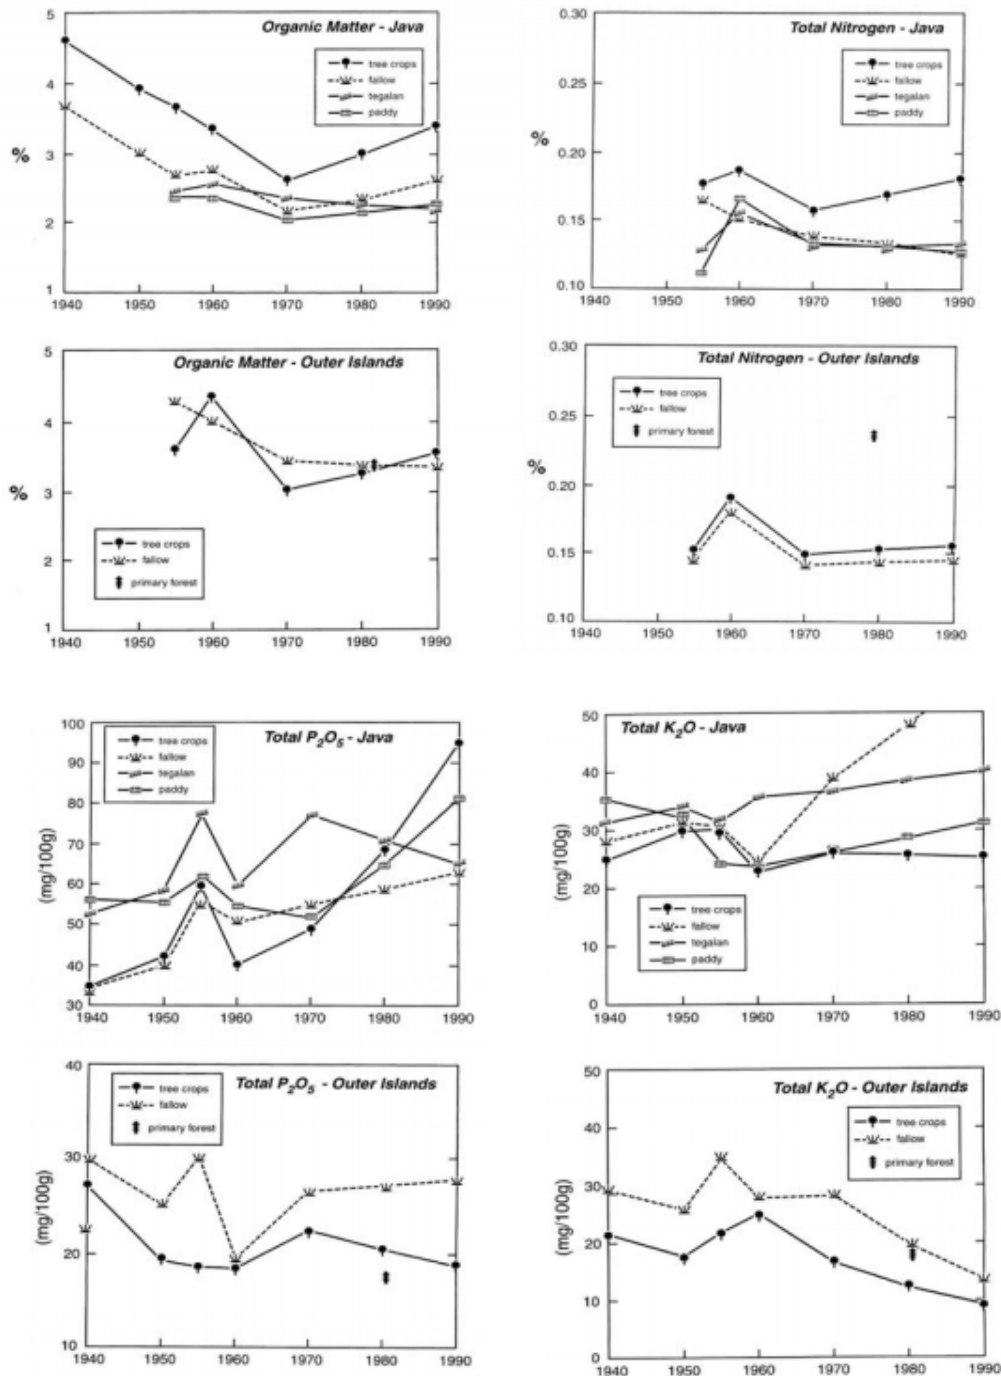 Organic Matter - Java
5
4
3
2
1
%
tree crops
fallow
tegalan
paddy
1940 1950 1960 1970 1980 1990
Total Nitrogen - Java
0.30
0.25
0.20
0.15
0.10
%
tree crops
fallow
tegalan
paddy
1940 1950 1960 1970 1980 1990
Organic Matter - Outer Islands
5
4
3
2
1
%
tree crops
fallow
primary forest
1940 1950 1960 1970 1980 1990
Total Nitrogen - Outer Islands
0.30
0.25
0.20
0.15
0.10
%
tree crops
fallow
primary forest
1940 1950 1960 1970 1980 1990
Total P₂O₅ - Java
100
90
80
70
60
50
40
30
(mg/100g)
tree crops
fallow
tegalan
paddy
1940 1950 1960 1970 1980 1990
Total K₂O - Java
50
40
30
20
10
0
(mg/100g)
tree crops
fallow
tegalan
paddy
1940 1950 1960 1970 1980 1990
Total P₂O₅ - Outer Islands
40
30
20
10
(mg/100g)
tree crops
fallow
primary forest
1940 1950 1960 1970 1980 1990
Total K₂O - Outer Islands
50
40
30
20
10
0
(mg/100g)
tree crops
fallow
primary forest
1940 1950 1960 1970 1980 1990